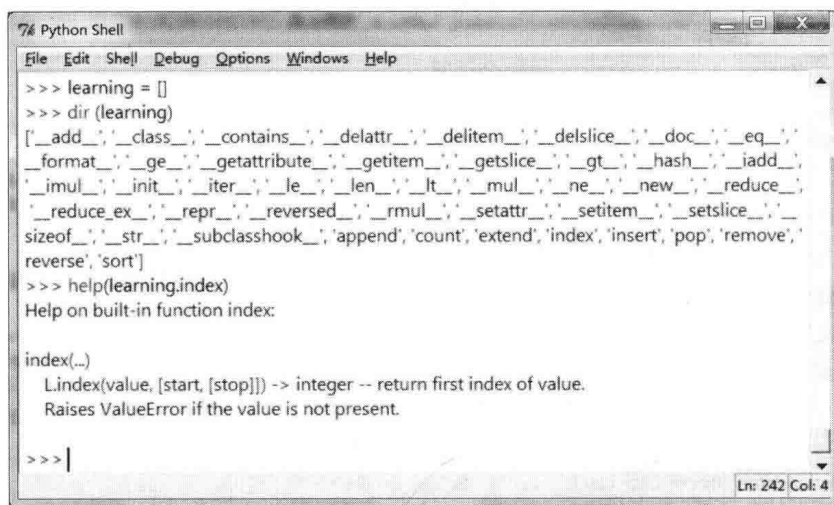 7% Python Shell
File Edit Shell Debug Options Windows Help
>>> learning = []
>>> dir (learning)
['__add__', '__class__', '__contains__', '__delattr__', '__delitem__', '__delslice__', '__doc__', '__eq__', '
__format__', '__ge__', '__getattribute__', '__getitem__', '__getslice__', '__gt__', '__hash__', '__iadd__',
'__imul__', '__init__', '__iter__', '__le__', '__len__', '__lt__', '__mul__', '__ne__', '__new__', '__reduce__',
'__reduce_ex__', '__repr__', '__reversed__', '__rmul__', '__setattr__', '__setitem__', '__setslice__', '__
sizeof__', '__str__', '__subclasshook__', 'append', 'count', 'extend', 'index', 'insert', 'pop', 'remove', '
reverse', 'sort']
>>> help(learning.index)
Help on built-in function index:
index(...)
L.index(value, [start, [stop]]) -> integer -- return first index of value.
Raises ValueError if the value is not present.
>>>
Ln: 242 Col: 4